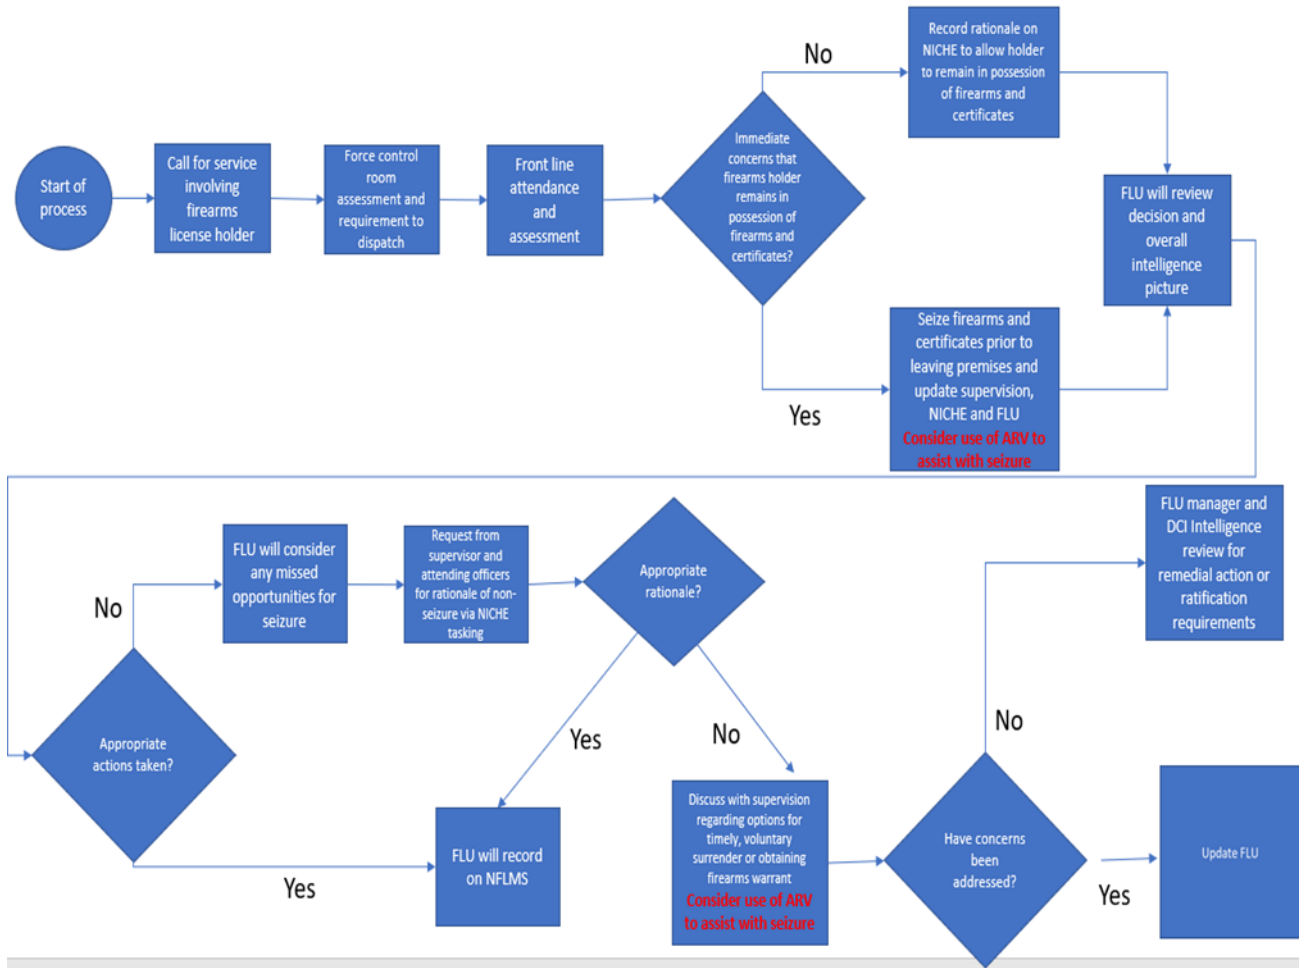 Start of
process
Call for service
involving
firearms
license holder
Force control
room
assessment and
requirement to
dispatch
Front line
attendance
and
assessment
Immediate
concerns that
firearms holder
remains in
possession of
firearms and
certificates?
No
Record rationale on
NICHE to allow holder
to remain in possession
of firearms and
certificates
Yes
Seize firearms and
certificates prior to
leaving premises and
update supervision,
NICHE and FLU
Consider use of ARV to
assist with seizure
FLU will review
decision and
overall
intelligence
picture
Appropriate
actions taken?
No
FLU will consider
any missed
opportunities for
seizure
Request from
supervisor and
attending officers
for rationale of non-
seizure via NICHE
tasking
Appropriate
rationale?
Yes
FLU will record
on NFLMS
Yes
No
Discuss with supervision
regarding options for
timely, voluntary
surrender or obtaining
firearms warrant
Consider use of ARV
to assist with seizure
Have concerns
been
addressed?
No
FLU manager and
DCI Intelligence
review for
remedial action or
ratification
requirements
Yes
Update FLU